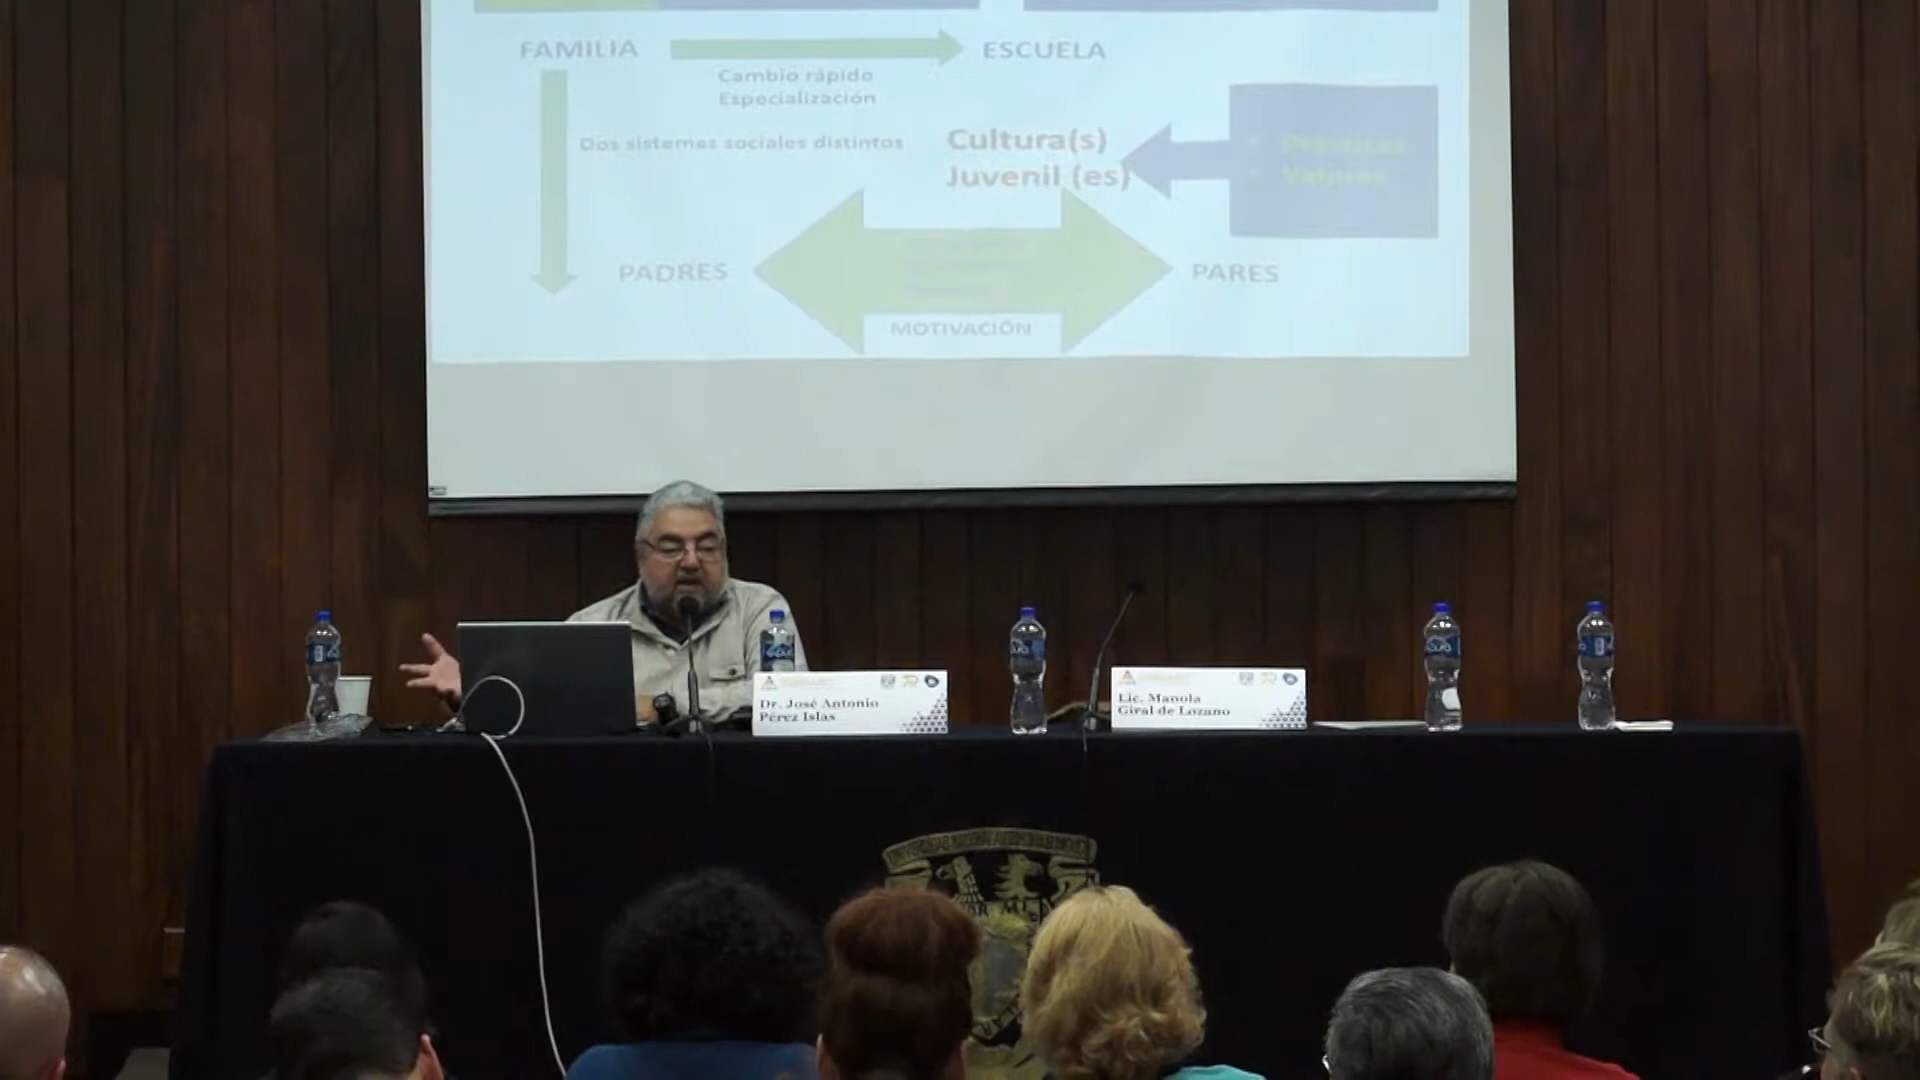 FAMILIA
ESCUELA
Cambio rápido
Especialización
Dos sistemas sociales distintos
Cultura(s)
Juvenil (es)
Valores
PADRES
PARES
MOTIVACIÓN
Dr. José Antonio
Pérez Islas
Lic. Manola
Giral de Lozano